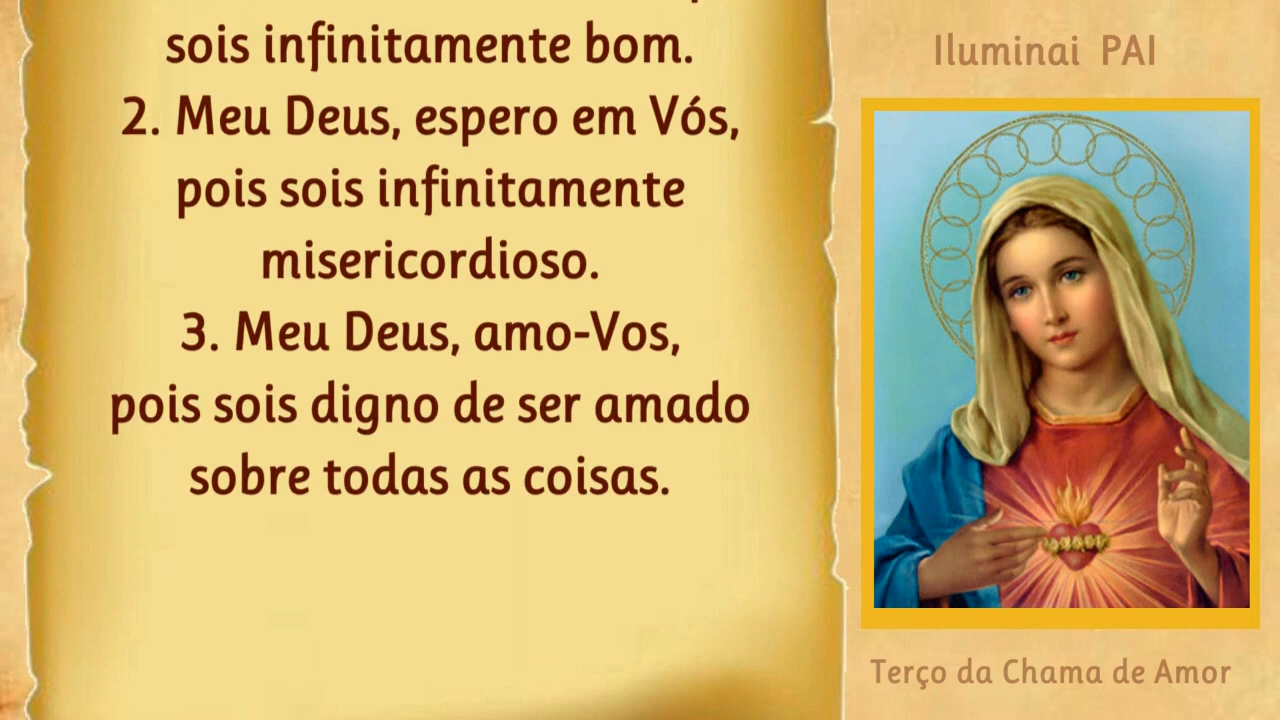 sois infinitamente bom.
2. Meu Deus, espero em Vós,
pois sois infinitamente
misericordioso.
3. Meu Deus, amo-Vos,
pois sois digno de ser amado
sobre todas as coisas.
Iluminai PAI
Terço da Chama de Amor